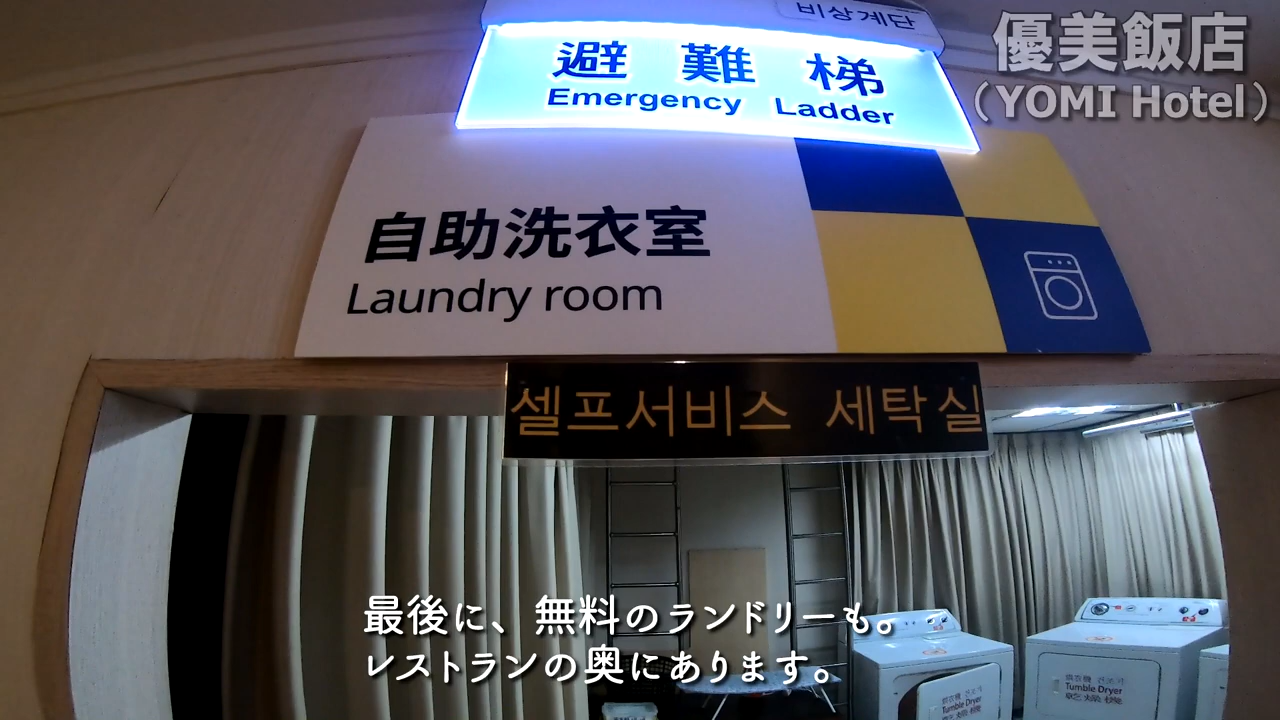 비상계단
優美飯店
(YOMI Hotel)
避難梯
Emergency Ladder
自助洗衣室
Laundry room
셀프서비스 세탁실
最後に、無料のランドリーも。
レストランの奥にあります。
Tumble Dryer
Tumble Dryer